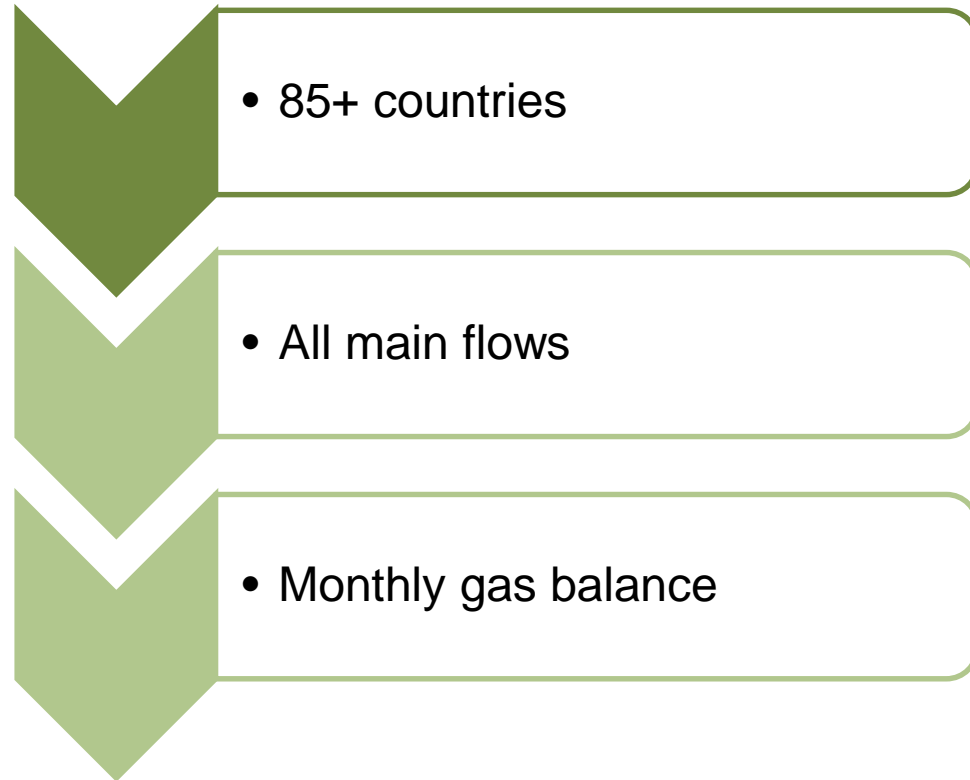 • 85+ countries
• All main flows
• Monthly gas balance